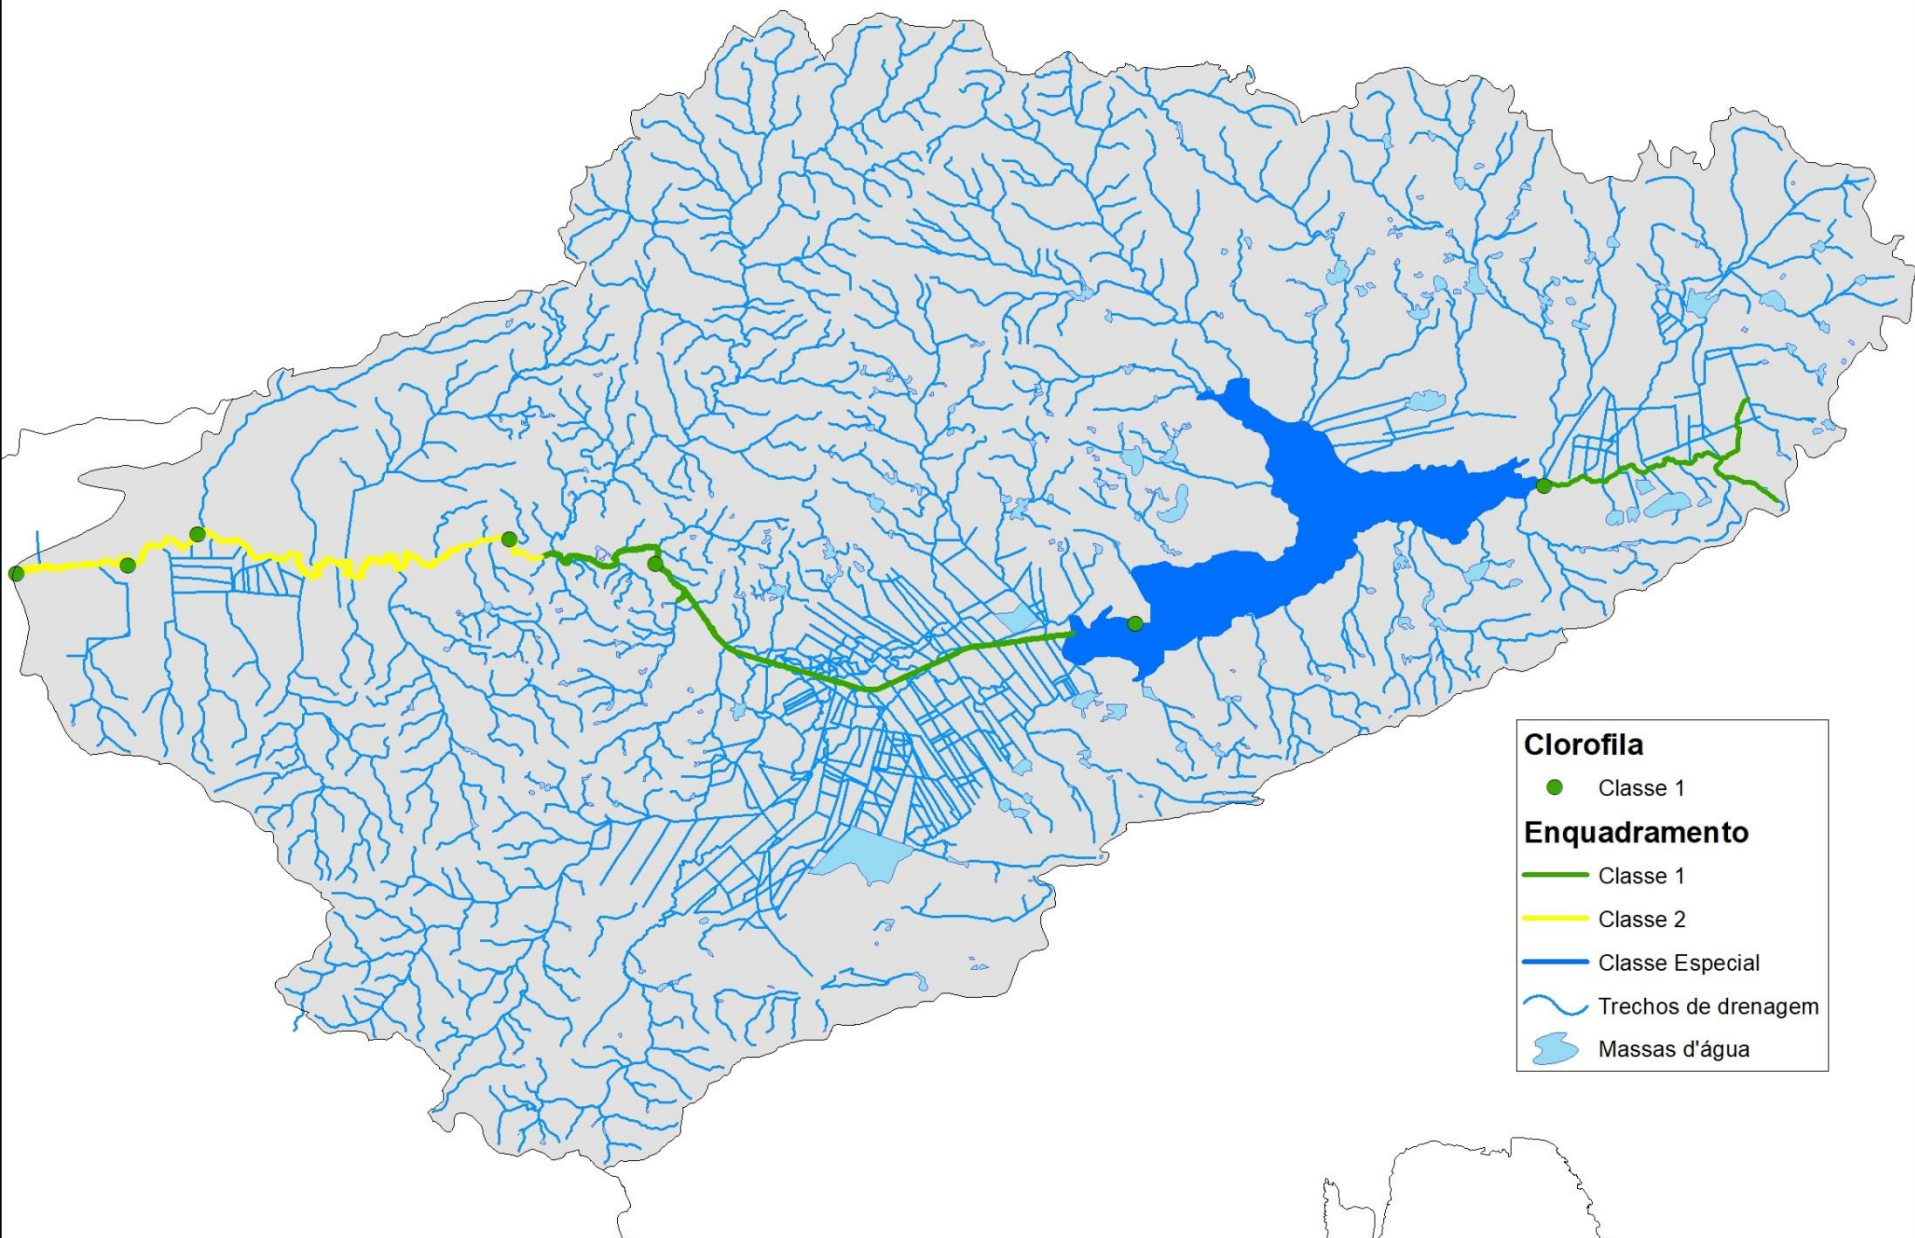 Clorofila
Classe 1
Enquadramento
Classe 1
Classe 2
Classe Especial
Trechos de drenagem
Massas d'água